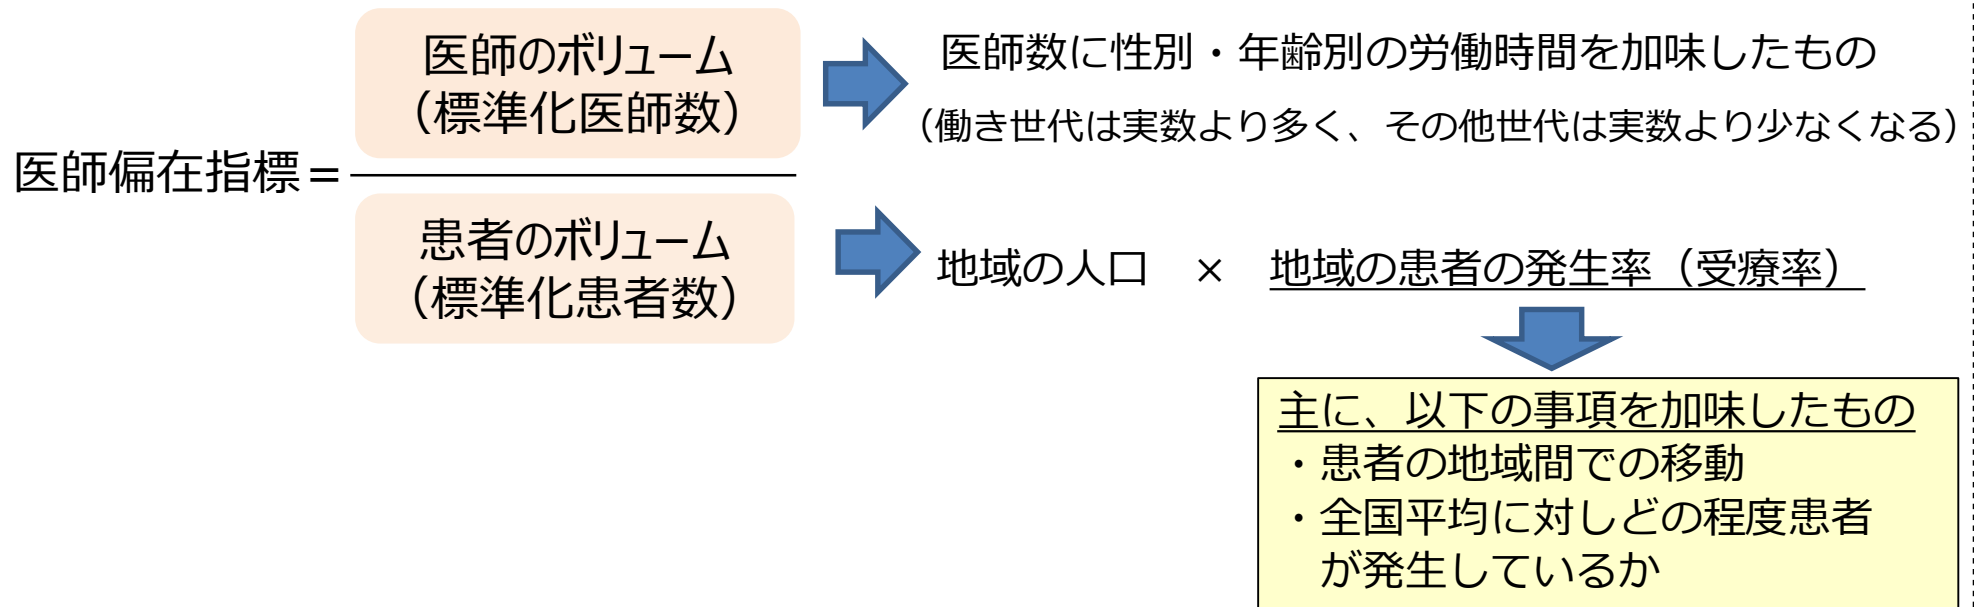 医師のボリューム
（標準化医師数）
医師数に性別・年齢別の労働時間を加味したもの
（働き世代は実数より多く、その他世代は実数より少なくなる）
医師偏在指標＝
患者のボリューム
（標準化患者数）
地域の人口　×　地域の患者の発生率（受療率）
主に、以下の事項を加味したもの
・患者の地域間での移動
・全国平均に対しどの程度患者
が発生しているか